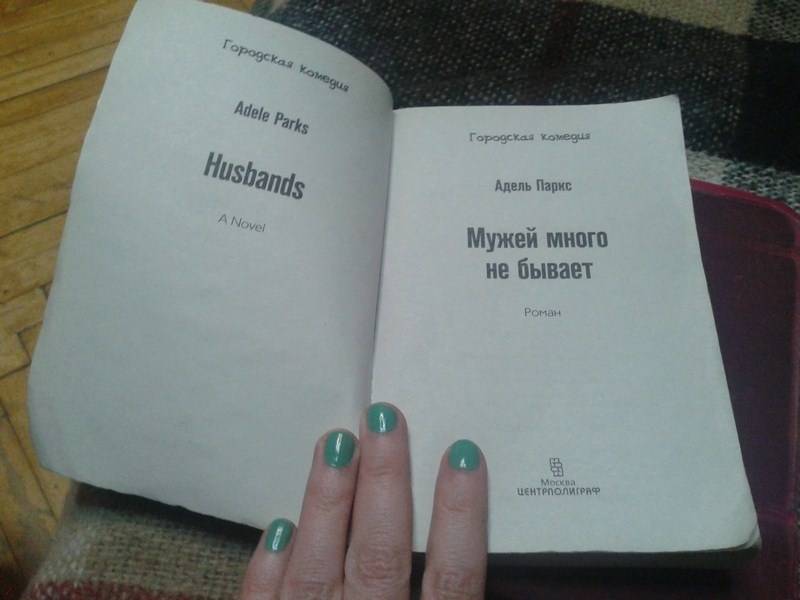 Городская комедия
Adele Parks
Husbands
A Novel
Городская комедия
Адель Паркс
Мужей много
не бывает
Роман
Москва
ЦЕНТРПОЛИГРАФ